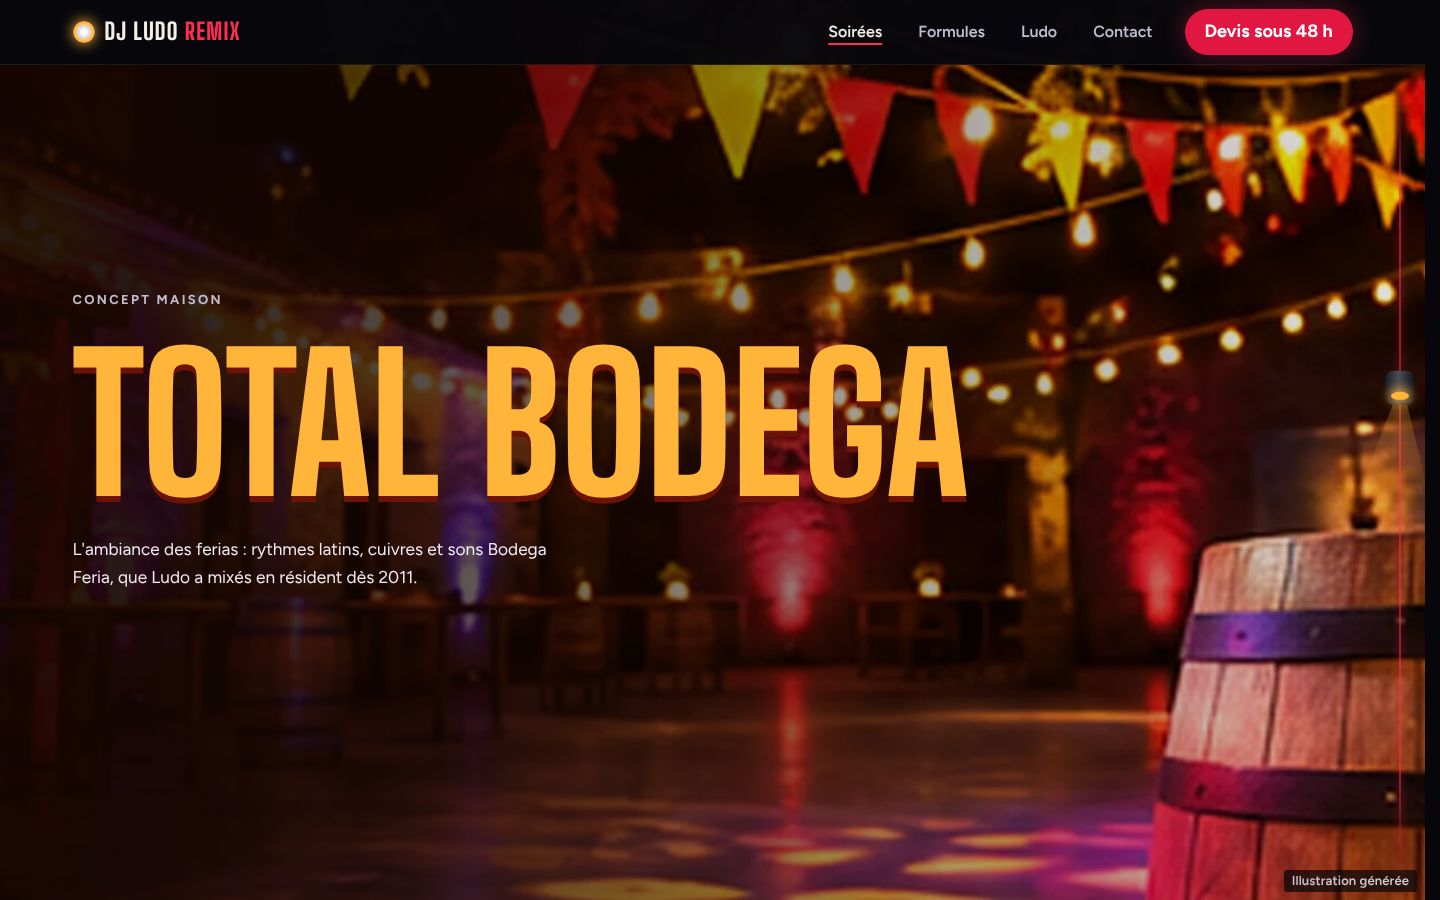 DJ LUDO REMIX
Soirées
Formules
Ludo
Contact
Devis sous 48 h
CONCEPT MAISON
TOTAL BODEGA
L'ambiance des ferias : rythmes latins, cuivres et sons Bodega
Feria, que Ludo a mixés en résident dès 2011.
Illustration générée